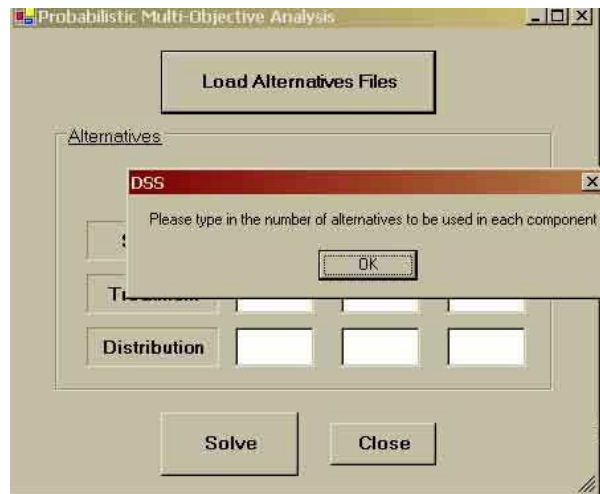 Probabilistic Multi-Objective Analysis
Load Alternatives Files
Alternatives
DSS
Please type in the number of alternatives to be used in each component
OK
Distribution
Solve
Close